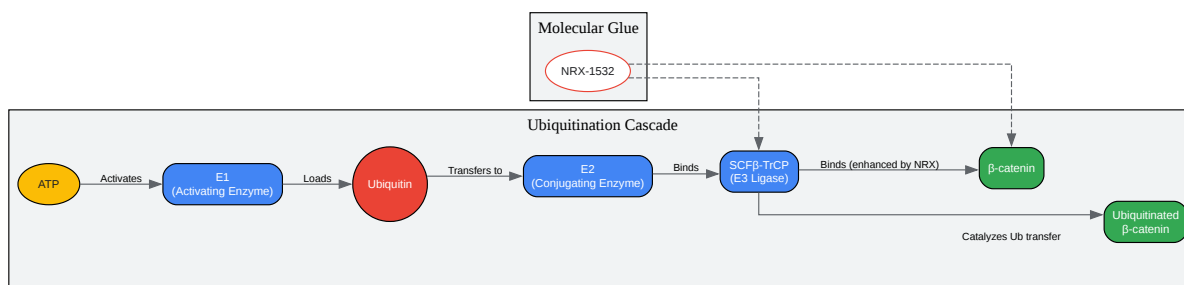 Molecular Glue
NRX-1532
Ubiquitination Cascade
ATP
Activates
E1
(Activating Enzyme)
Loads
Ubiquitin
Transfers to
E2
(Conjugating Enzyme)
Binds
SCFβ-TrCP
(E3 Ligase)
Binds (enhanced by NRX)
β-catenin
Catalyzes Ub transfer
Ubiquitinated
β-catenin